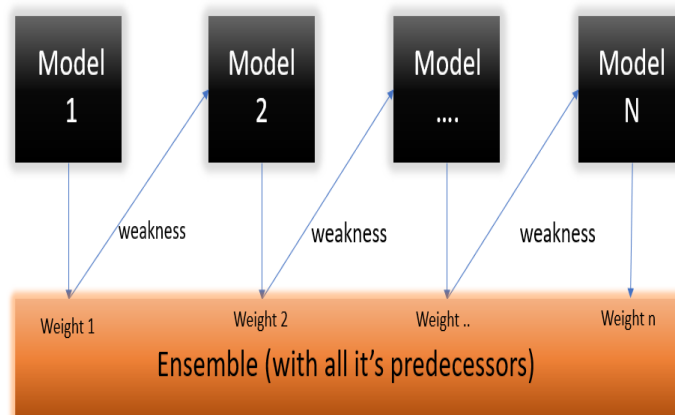 Model
1
Model
2
Model
....
Model
N
weakness
weakness
weakness
Weight 1
Weight 2
Weight ..
Weight n
Ensemble (with all it's predecessors)